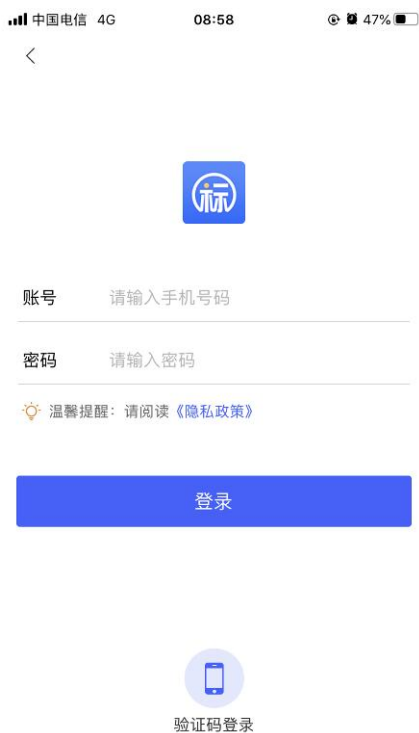 中国电信 4G 08:58 47%
标
账号 请输入手机号码
密码 请输入密码
温馨提醒：请阅读《隐私政策》
登录
验证码登录